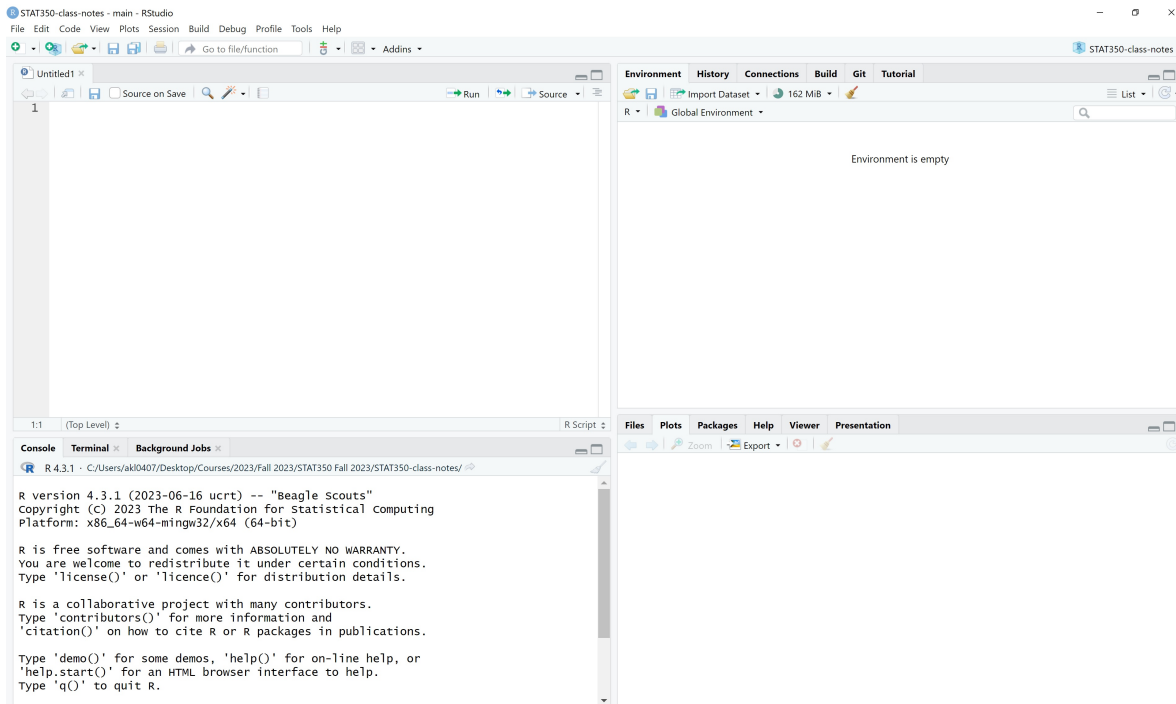 STAT350-class-notes - main - RStudio
File Edit Code View Plots Session Build Debug Profile Tools Help
Go to file/function Addins STAT350-class-notes
Untitled1
Source on Save Run Source
1
1:1 (Top Level) R Script
Console Terminal Background Jobs
R 4.3.1 · C:/Users/akl0407/Desktop/Courses/2023/Fall 2023/STAT350 Fall 2023/STAT350-class-notes/
R version 4.3.1 (2023-06-16 ucrt) -- "Beagle Scouts"
Copyright (C) 2023 The R Foundation for Statistical Computing
Platform: x86_64-w64-mingw32/x64 (64-bit)
R is free software and comes with ABSOLUTELY NO WARRANTY.
You are welcome to redistribute it under certain conditions.
Type 'license()' or 'licence()' for distribution details.
R is a collaborative project with many contributors.
Type 'contributors()' for more information and
'citation()' on how to cite R or R packages in publications.
Type 'demo()' for some demos, 'help()' for on-line help, or
'help.start()' for an HTML browser interface to help.
Type 'q()' to quit R.
Environment History Connections Build Git Tutorial
Import Dataset 162 MiB List
R Global Environment
Environment is empty
Files Plots Packages Help Viewer Presentation
Zoom Export